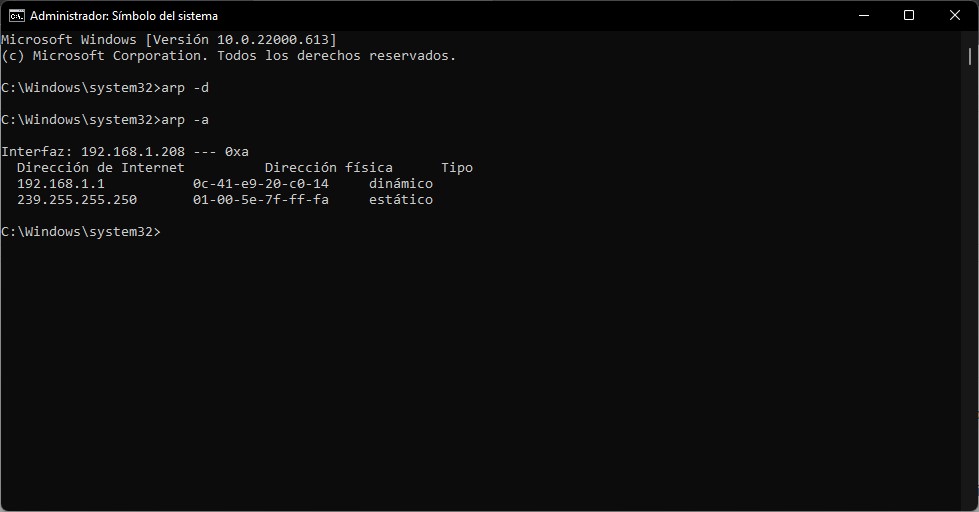 Administrador: Símbolo del sistema
Microsoft Windows [Versión 10.0.22000.613]
(c) Microsoft Corporation. Todos los derechos reservados.
C:\Windows\system32>arp -d
C:\Windows\system32>arp -a
Interfaz: 192.168.1.208 --- 0xa
Dirección de Internet          Dirección física      Tipo
192.168.1.1           0c-41-e9-20-c0-14     dinámico
239.255.255.250       01-00-5e-7f-ff-fa     estático
C:\Windows\system32>